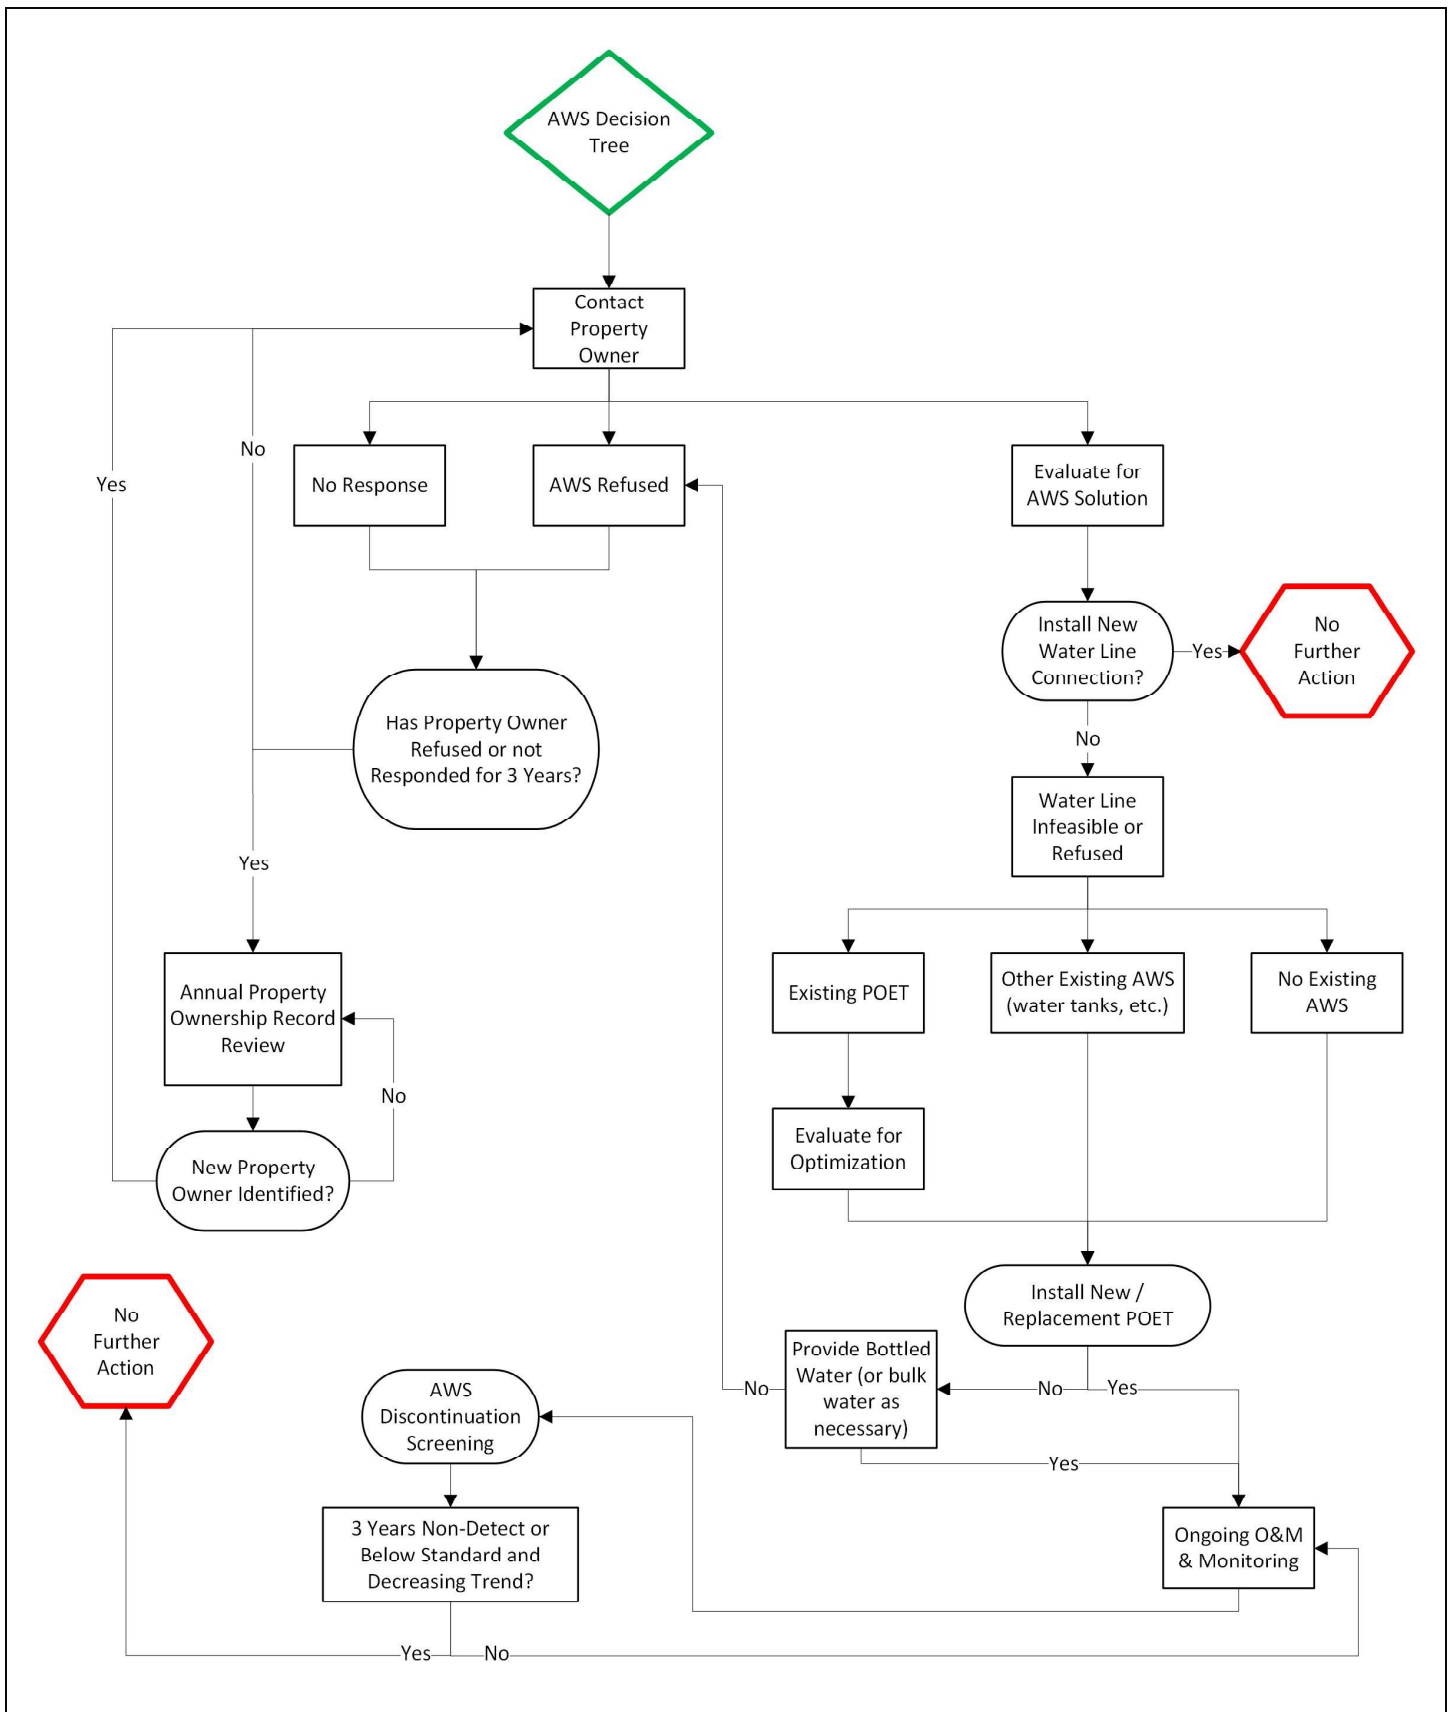 AWS Decision
Tree
Contact
Property
Owner
No
Yes
No Response
AWS Refused
Evaluate for
AWS Solution
Install New
Water Line
Connection?
Yes
No
Further
Action
No
Has Property Owner
Refused or not
Responded for 3 Years?
Water Line
Infeasible or
Refused
Yes
Annual Property
Ownership Record
Review
No
Existing POET
Other Existing AWS
(water tanks, etc.)
No Existing
AWS
Evaluate for
Optimization
New Property
Owner Identified?
Install New /
Replacement POET
No
Further
Action
Provide Bottled
Water (or bulk
water as
necessary)
No
No
Yes
Yes
AWS
Discontinuation
Screening
3 Years Non-Detect or
Below Standard and
Decreasing Trend?
Ongoing O&M
& Monitoring
Yes
No